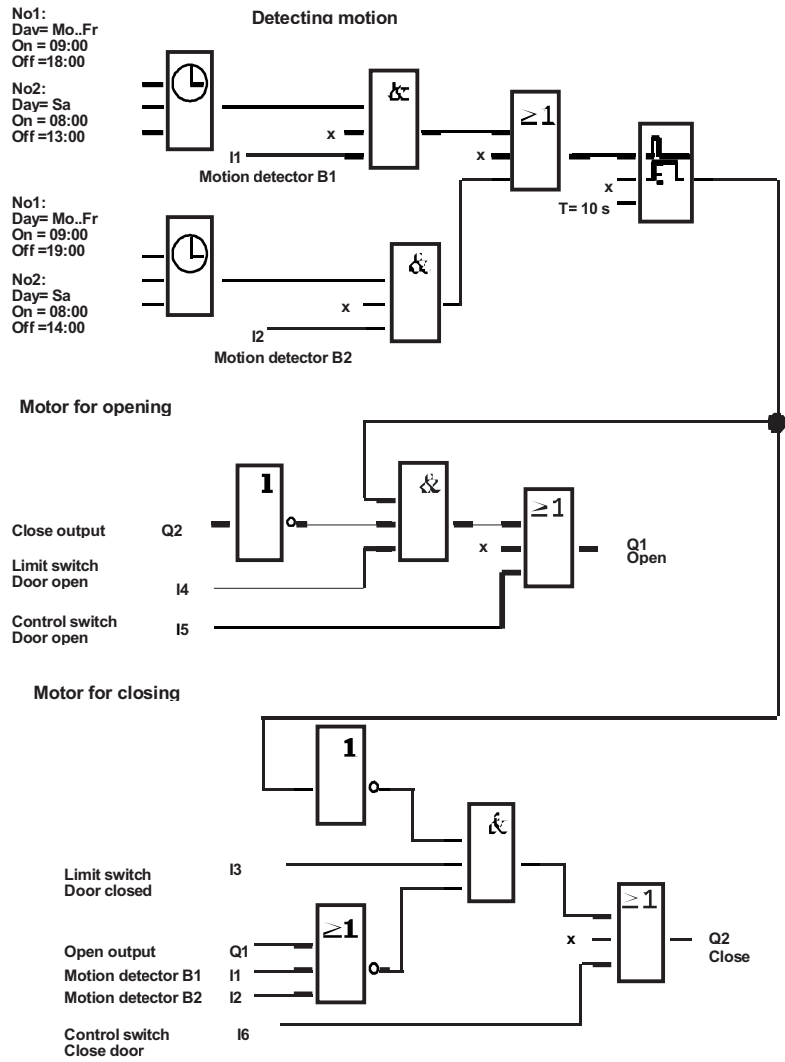 No1:
Detecting motion
Day= Mo..Fr
On = 09:00
Off =18:00
No2:
Day= Sa
On = 08:00
Off =13:00
&
≥1
x
x
I1
Motion detector B1
x
T= 10 s
No1:
Day= Mo..Fr
On = 09:00
Off =19:00
No2:
Day= Sa
On = 08:00
Off =14:00
&
x
I2
Motion detector B2
Motor for opening
1
&
≥1
Close output Q2
x
Q1
Open
Limit switch
Door open
I4
Control switch
Door open
I5
Motor for closing
1
&
Limit switch
Door closed
I3
≥1
≥1
Open output Q1
Motion detector B1 I1
Motion detector B2 I2
x
Q2
Close
Control switch
Close door
I6